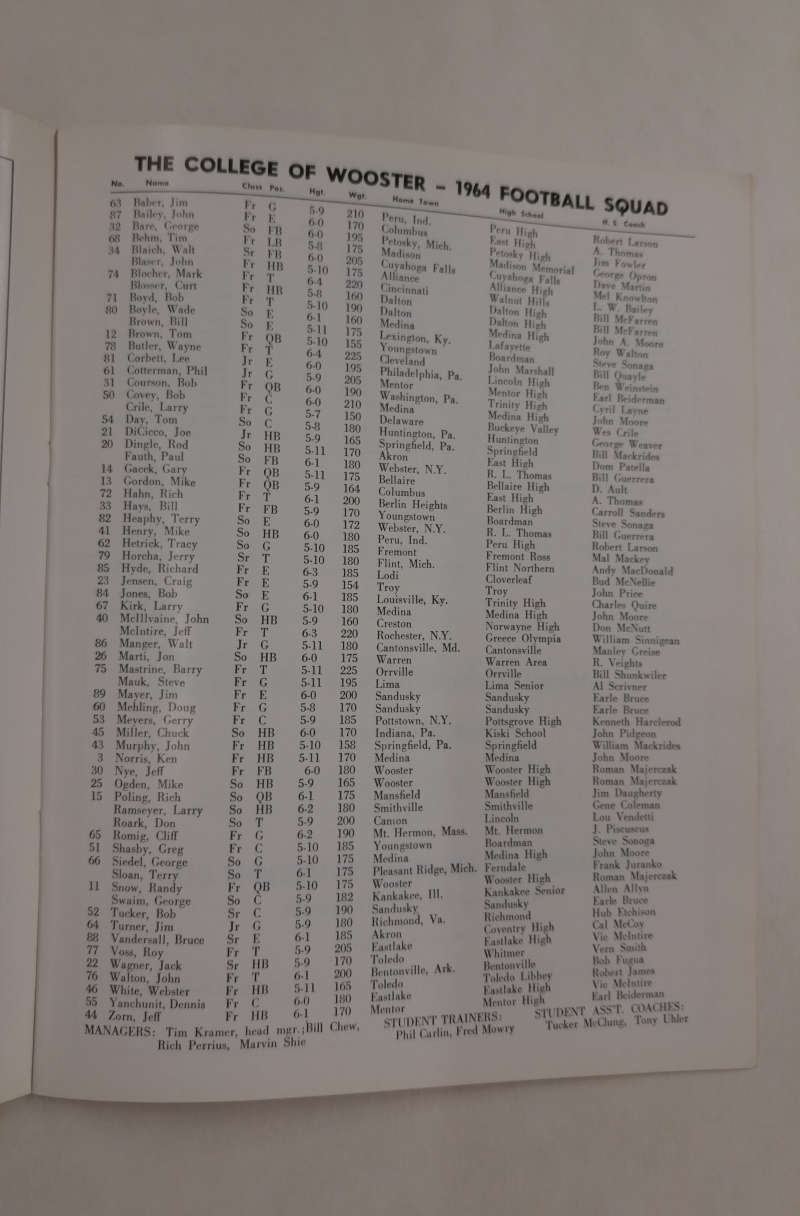 THE COLLEGE OF WOOSTER – 1964 FOOTBALL SQUAD
No. Name Class Pos. Hgt. Wgt. Home Town High School H. S. Coach
63 Baber, Jim Fr G 5-9 210 Peru, Ind. Peru High Robert Larson
87 Bailey, John Fr E 6-0 170 Columbus East High A. Thomas
32 Bare, George So FB 6-0 195 Petosky, Mich. Petosky High Jim Fowler
68 Behm, Tim Fr LB 5-8 175 Madison Madison Memorial George Opron
34 Blaich, Walt Sr FB 6-0 205 Cuyahoga Falls Cuyahoga Falls Dave Martin
Blaser, John Fr HB 5-10 175 Alliance Alliance High Mel Knowlton
74 Blocher, Mark Fr T 6-4 220 Cincinnati Walnut Hills L. W. Bailey
Blosser, Curt Fr HB 5-8 160 Dalton Dalton High Bill McFarren
71 Boyd, Bob Fr T 5-10 190 Dalton Dalton High Bill McFarren
80 Boyle, Wade So E 6-1 160 Medina Medina High John A. Moore
Brown, Bill So E 5-11 175 Lexington, Ky. Lafayette Roy Walton
12 Brown, Tom Fr QB 5-10 155 Youngstown Boardman Steve Sonaga
78 Butler, Wayne Fr T 6-4 225 Cleveland John Marshall Bill Quayle
81 Corbett, Lee Jr E 6-0 195 Philadelphia, Pa. Lincoln High Ben Weinstein
61 Cotterman, Phil Jr G 5-9 205 Mentor Mentor High Earl Beiderman
31 Courson, Bob Fr QB 6-0 190 Washington, Pa. Trinity High Cyril Layne
50 Covey, Bob Fr C 6-0 210 Medina Medina High John Moore
Crile, Larry Fr G 5-7 150 Delaware Buckeye Valley Wes Crile
54 Day, Tom So C 5-8 180 Huntington, Pa. Huntington George Weaver
21 DiCicco, Joe Jr HB 5-9 165 Springfield, Pa. Springfield Bill Mackrides
20 Dingle, Rod So HB 5-11 170 Akron East High Dom Patella
Fauth, Paul So FB 6-1 180 Webster, N.Y. R. L. Thomas Bill Guerrera
14 Gacek, Gary Fr QB 5-11 175 Bellaire Bellaire High D. Ault
13 Gordon, Mike Fr QB 5-9 164 Columbus East High A. Thomas
72 Hahn, Rich Fr T 6-1 200 Berlin Heights Berlin High Carroll Sanders
33 Hays, Bill Fr FB 5-9 170 Youngstown Boardman Steve Sonaga
82 Heaphy, Terry So E 6-0 172 Webster, N.Y. R. L. Thomas Bill Guerrera
41 Henry, Mike So HB 6-0 180 Peru, Ind. Peru High Robert Larson
62 Hetrick, Tracy So G 5-10 185 Fremont Fremont Ross Mal Mackey
79 Horcha, Jerry Sr T 5-10 180 Flint, Mich. Flint Northern Andy MacDonald
85 Hyde, Richard Fr E 6-3 185 Lodi Cloverleaf Bud McNellie
23 Jensen, Craig Fr E 5-9 154 Troy Troy John Price
84 Jones, Bob So E 6-1 185 Louisville, Ky. Trinity High Charles Quire
67 Kirk, Larry Fr G 5-10 180 Medina Medina High John Moore
40 McIllvaine, John So HB 5-9 160 Creston Norwayne High Don McNutt
McIntire, Jeff Fr T 6-3 220 Rochester, N.Y. Greece Olympia William Sinnigean
86 Manger, Walt Jr G 5-11 180 Cantonsville, Md. Cantonsville Manley Greise
26 Marti, Jon So HB 6-0 175 Warren Warren Area R. Veights
75 Mastrine, Barry Fr T 5-11 225 Orrville Orrville Bill Shunkwiler
Mauk, Steve Fr G 5-11 195 Lima Lima Senior Al Scrivner
89 Mayer, Jim Fr E 6-0 200 Sandusky Sandusky Earle Bruce
60 Mehling, Doug Fr G 5-8 170 Sandusky Sandusky Earle Bruce
53 Meyers, Gerry Fr C 5-9 185 Pottstown, N.Y. Pottsgrove High Kenneth Harclerod
45 Miller, Chuck So HB 6-0 170 Indiana, Pa. Kiski School John Pidgeon
43 Murphy, John Fr HB 5-10 158 Springfield, Pa. Springfield William Mackrides
3 Norris, Ken Fr HB 5-11 170 Medina Medina John Moore
30 Nye, Jeff Fr FB 6-0 180 Wooster Wooster High Roman Majerczak
25 Ogden, Mike So HB 5-9 165 Wooster Wooster High Roman Majerczak
15 Poling, Rich So QB 6-1 175 Mansfield Mansfield Jim Daugherty
Ramseyer, Larry So HB 6-2 180 Smithville Smithville Gene Coleman
Roark, Don So T 5-9 200 Canton Lincoln Lou Vendetti
65 Romig, Cliff Fr G 6-2 190 Mt. Hermon, Mass. Mt. Hermon J. Piscuscus
51 Shasby, Greg Fr C 5-10 185 Youngstown Boardman Steve Sonoga
66 Siedel, George So G 5-10 175 Medina Medina High John Moore
Sloan, Terry So T 6-1 175 Pleasant Ridge, Mich. Ferndale Frank Juranko
11 Snow, Randy Fr QB 5-10 175 Wooster Wooster High Roman Majerczak
Swaim, George So C 5-9 182 Kankakee, Ill. Kankakee Senior Allen Allyn
52 Tucker, Bob Sr C 5-9 190 Sandusky Sandusky Earle Bruce
64 Turner, Jim Jr G 5-9 180 Richmond, Va. Richmond Hub Etchison
88 Vandersall, Bruce Sr E 6-1 185 Akron Coventry High Cal McCoy
77 Voss, Roy Fr T 5-9 205 Eastlake Eastlake High Vic McIntire
22 Wagner, Jack Sr HB 5-9 170 Toledo Whitmer Vern Smith
76 Walton, John Fr T 6-1 200 Bentonville, Ark. Bentonville Bob Fugua
46 White, Webster Fr HB 5-11 165 Toledo Toledo Libbey Robert James
55 Yanchunit, Dennis Fr C 6-0 180 Eastlake Eastlake High Vic McIntire
44 Zorn, Jeff Fr HB 6-1 170 Mentor Mentor High Earl Beiderman
MANAGERS: Tim Kramer, head mgr.;Bill Chew,
Rich Perrius, Marvin Shie
STUDENT TRAINERS:
Phil Carlin, Fred Mowry
STUDENT ASS'T. COACHES:
Tucker McClung, Tony Uhler